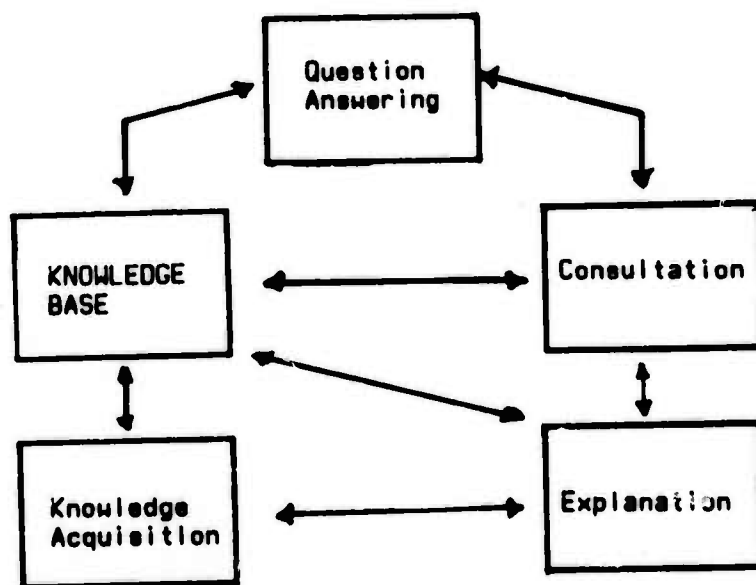 Question
Answering
KNOWLEDGE
BASE
Consultation
Knowledge
Acquisition
Explanation